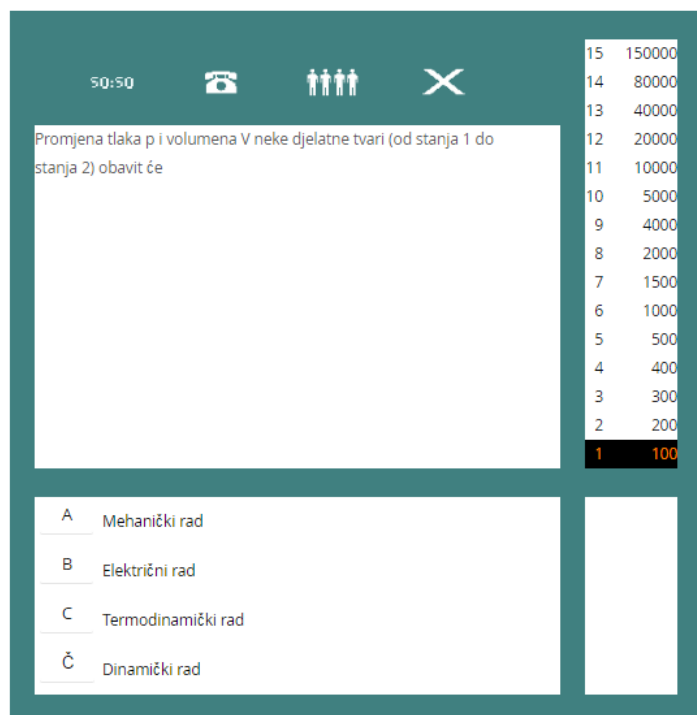 50:50
Promjena tlaka p i volumena V neke djelatne tvari (od stanja 1 do
stanja 2) obavit će
15 150000
14 80000
13 40000
12 20000
11 10000
10 5000
9 4000
8 2000
7 1500
6 1000
5 500
4 400
3 300
2 200
1 100
A Mehanički rad
B Električni rad
C Termodinamički rad
Č Dinamički rad